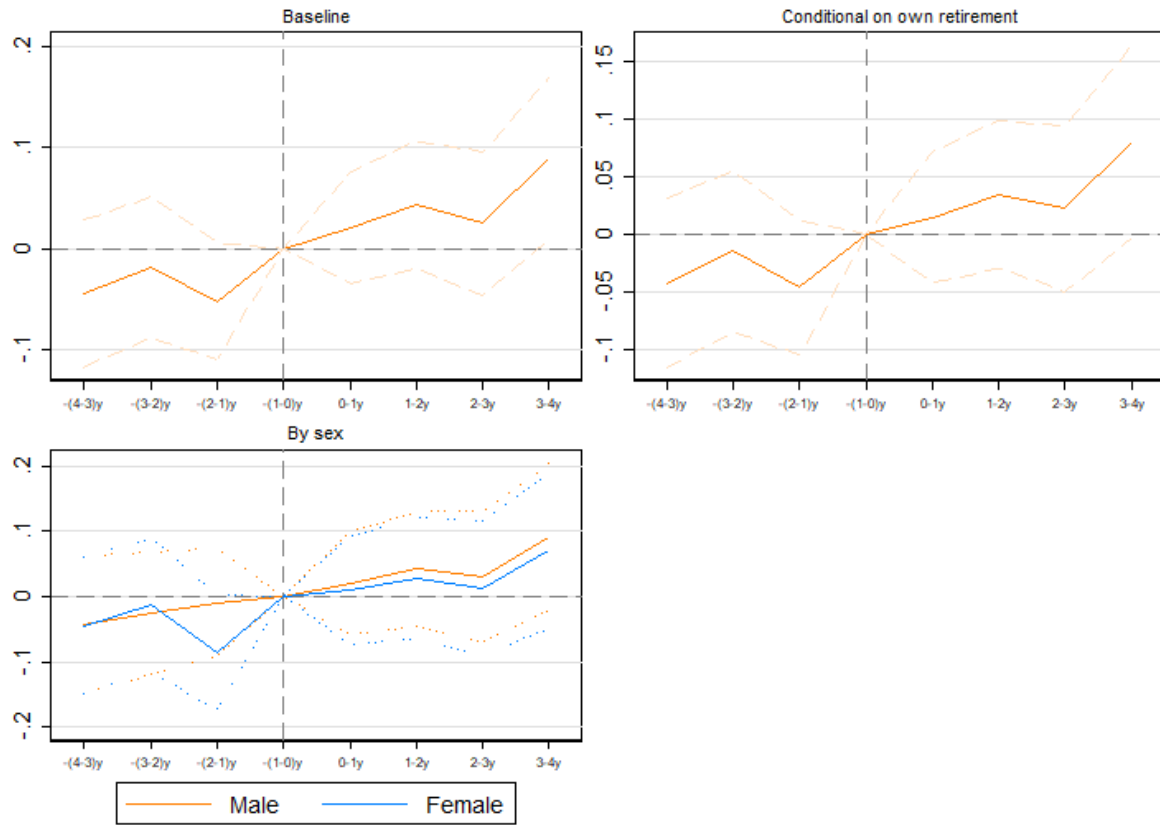 Baseline
.2
.1
0
-.1
-(4-3)y -(3-2)y -(2-1)y -(1-0)y 0-1y 1-2y 2-3y 3-4y
Conditional on own retirement
.15
.1
.05
0
-.05
-.1
-(4-3)y -(3-2)y -(2-1)y -(1-0)y 0-1y 1-2y 2-3y 3-4y
By sex
.2
.1
0
-.1
-.2
-(4-3)y -(3-2)y -(2-1)y -(1-0)y 0-1y 1-2y 2-3y 3-4y
Male Female